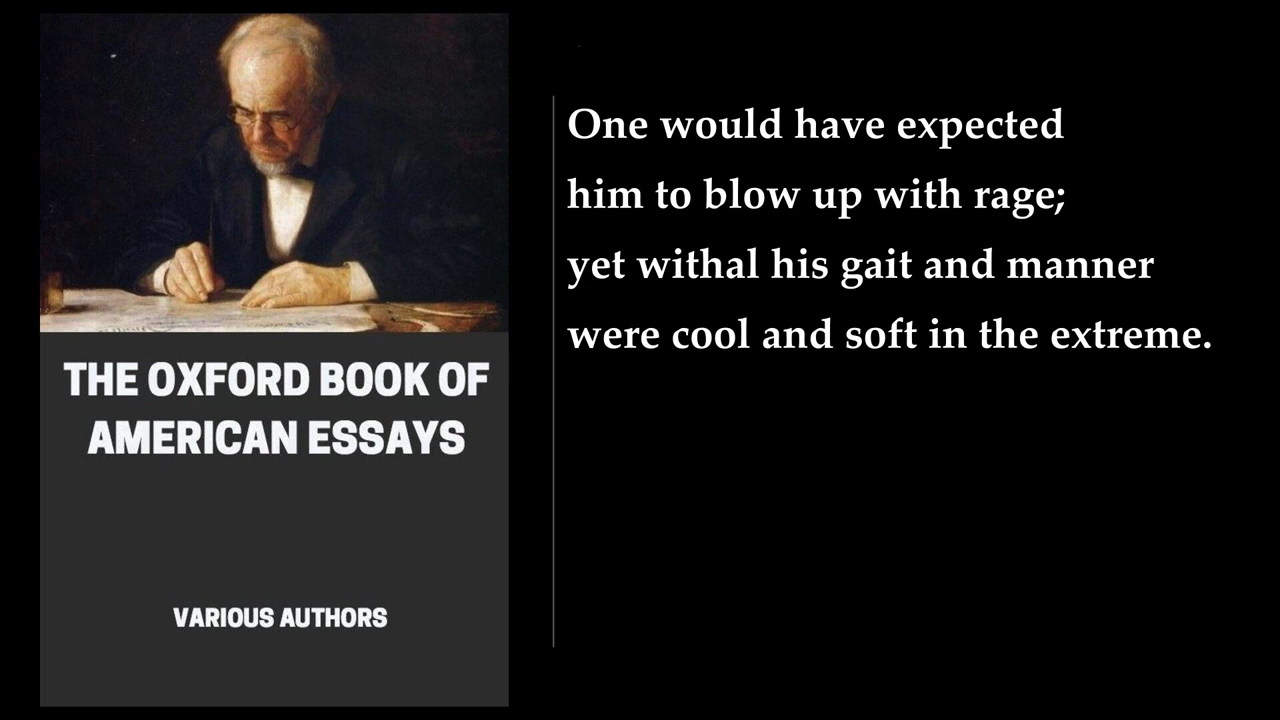 THE OXFORD BOOK OF
AMERICAN ESSAYS
VARIOUS AUTHORS
One would have expected
him to blow up with rage;
yet withal his gait and manner
were cool and soft in the extreme.